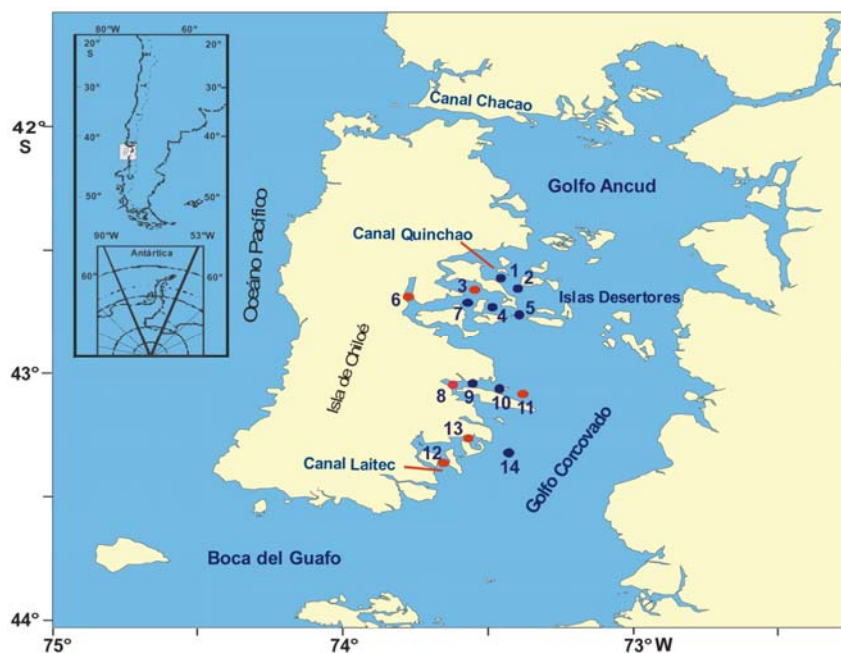 80°W
60°
20°
S
20°
30°
30°
40°
40°
50°
50°
90°W
53°W
Antártica
60°
60°
42°
S
43°
44°
75°
74°
73°W
Canal Chacao
Golfo Ancud
Océano Pacífico
Canal Quinchao
1
2
3
Islas Desertores
6
7
4
5
Isla de Chiloé
8
9
10
11
13
12
Canal Laitec
14
Golfo Corcovado
Boca del Guafo